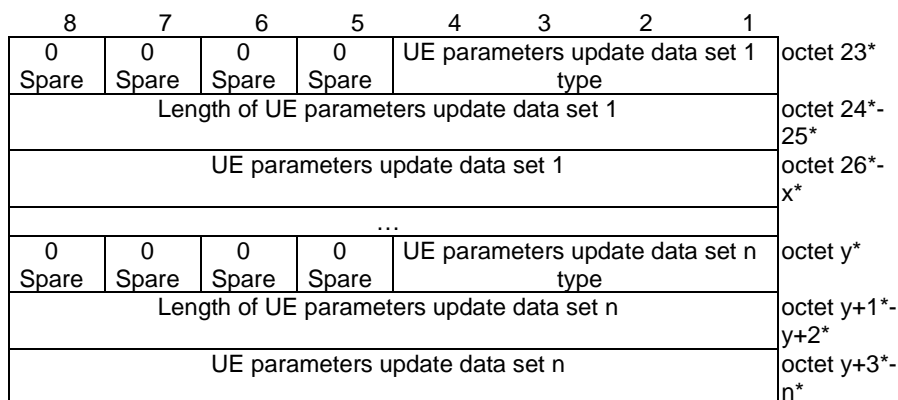 8 7 6 5 4 3 2 1
0 0 0 0 UE parameters update data set 1 octet 23*
Spare Spare Spare Spare type
Length of UE parameters update data set 1 octet 24*-
25*
UE parameters update data set 1 octet 26*-
x*
…
0 0 0 0 UE parameters update data set n octet y*
Spare Spare Spare Spare type
Length of UE parameters update data set n octet y+1*-
y+2*
UE parameters update data set n octet y+3*-
n*